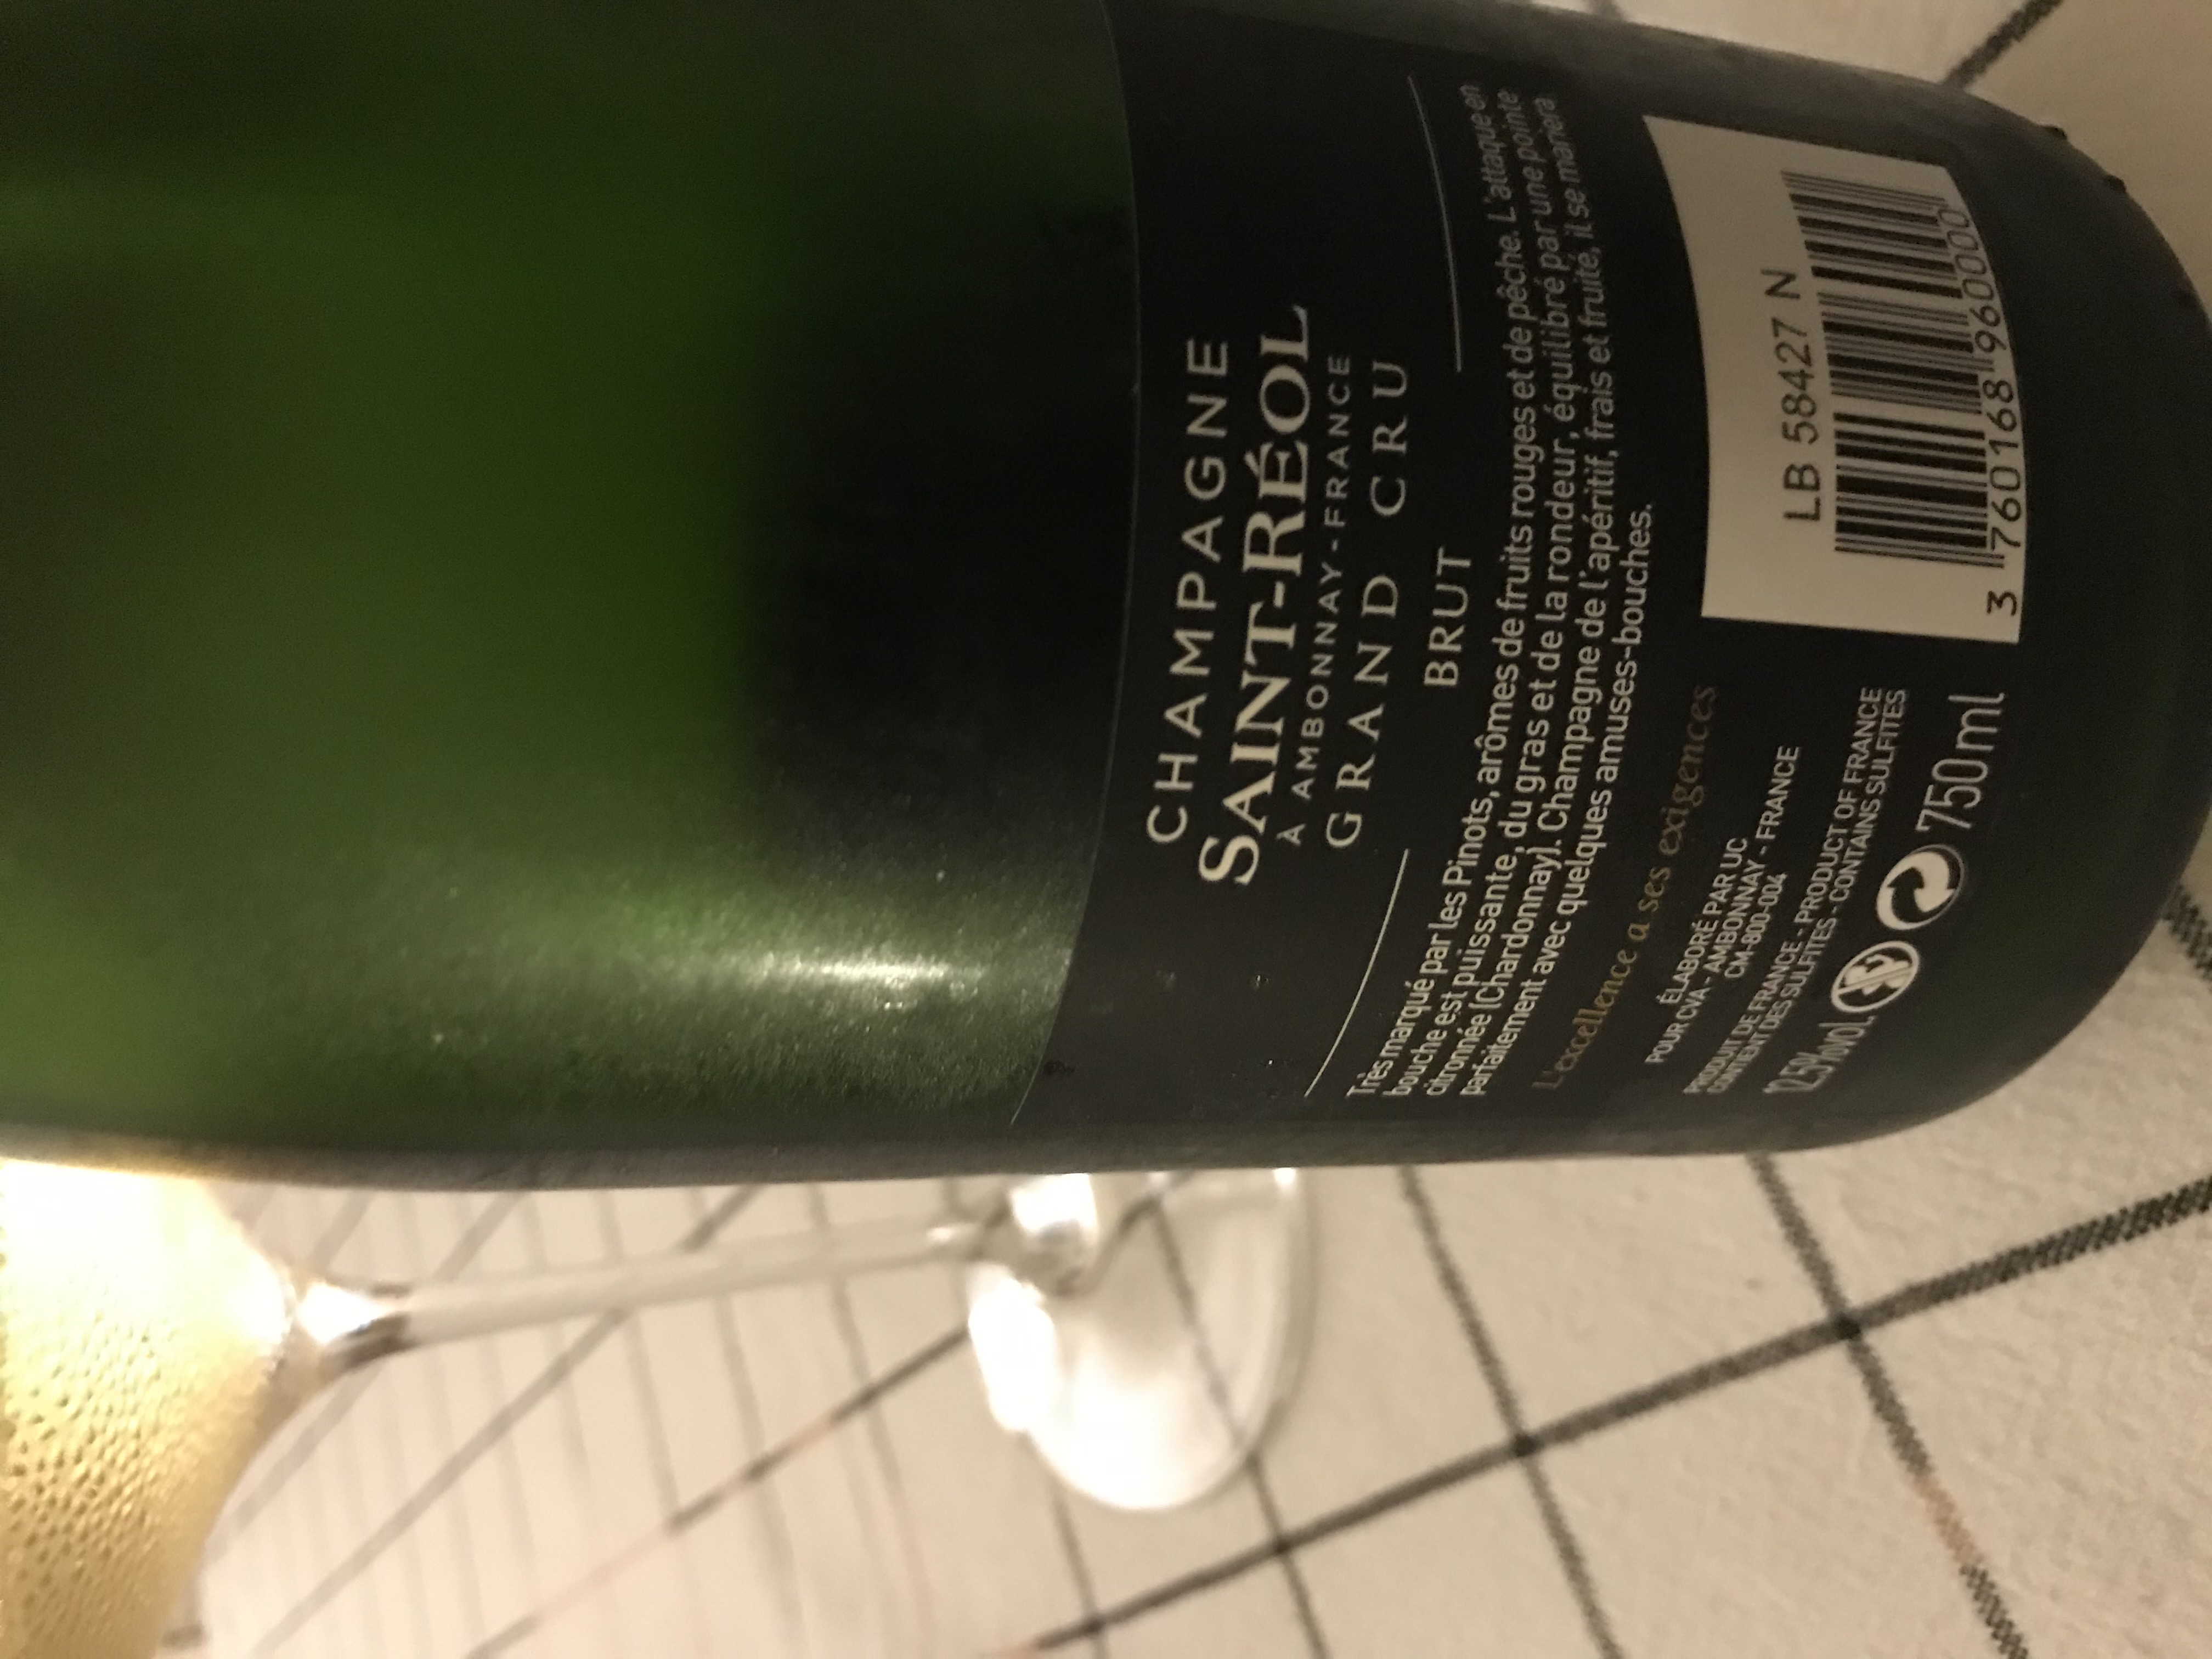 CHAMPAGNE
SAINT-RÉOL
À AMBONNAY-FRANCE
GRAND CRU
BRUT
Très marqué par les Pinots, arômes de fruits rouges et de pêche. L'attaque en
bouche est puissante, du gras et de la rondeur, équilibré par une pointe
citronnée (Chardonnay). Champagne de l'apéritif, frais et fruité, il se mariera
parfaitement avec quelques amuses-bouches.
L'excellence a ses exigences
ÉLABORÉ PAR UC
POUR CVA - AMBONNAY - FRANCE
CM-800-004
PRODUIT DE FRANCE - PRODUCT OF FRANCE
CONTIENT DES SULFITES - CONTAINS SULFITES
12.5% vol. 750ml
LB 58427 N
3 760168 960000